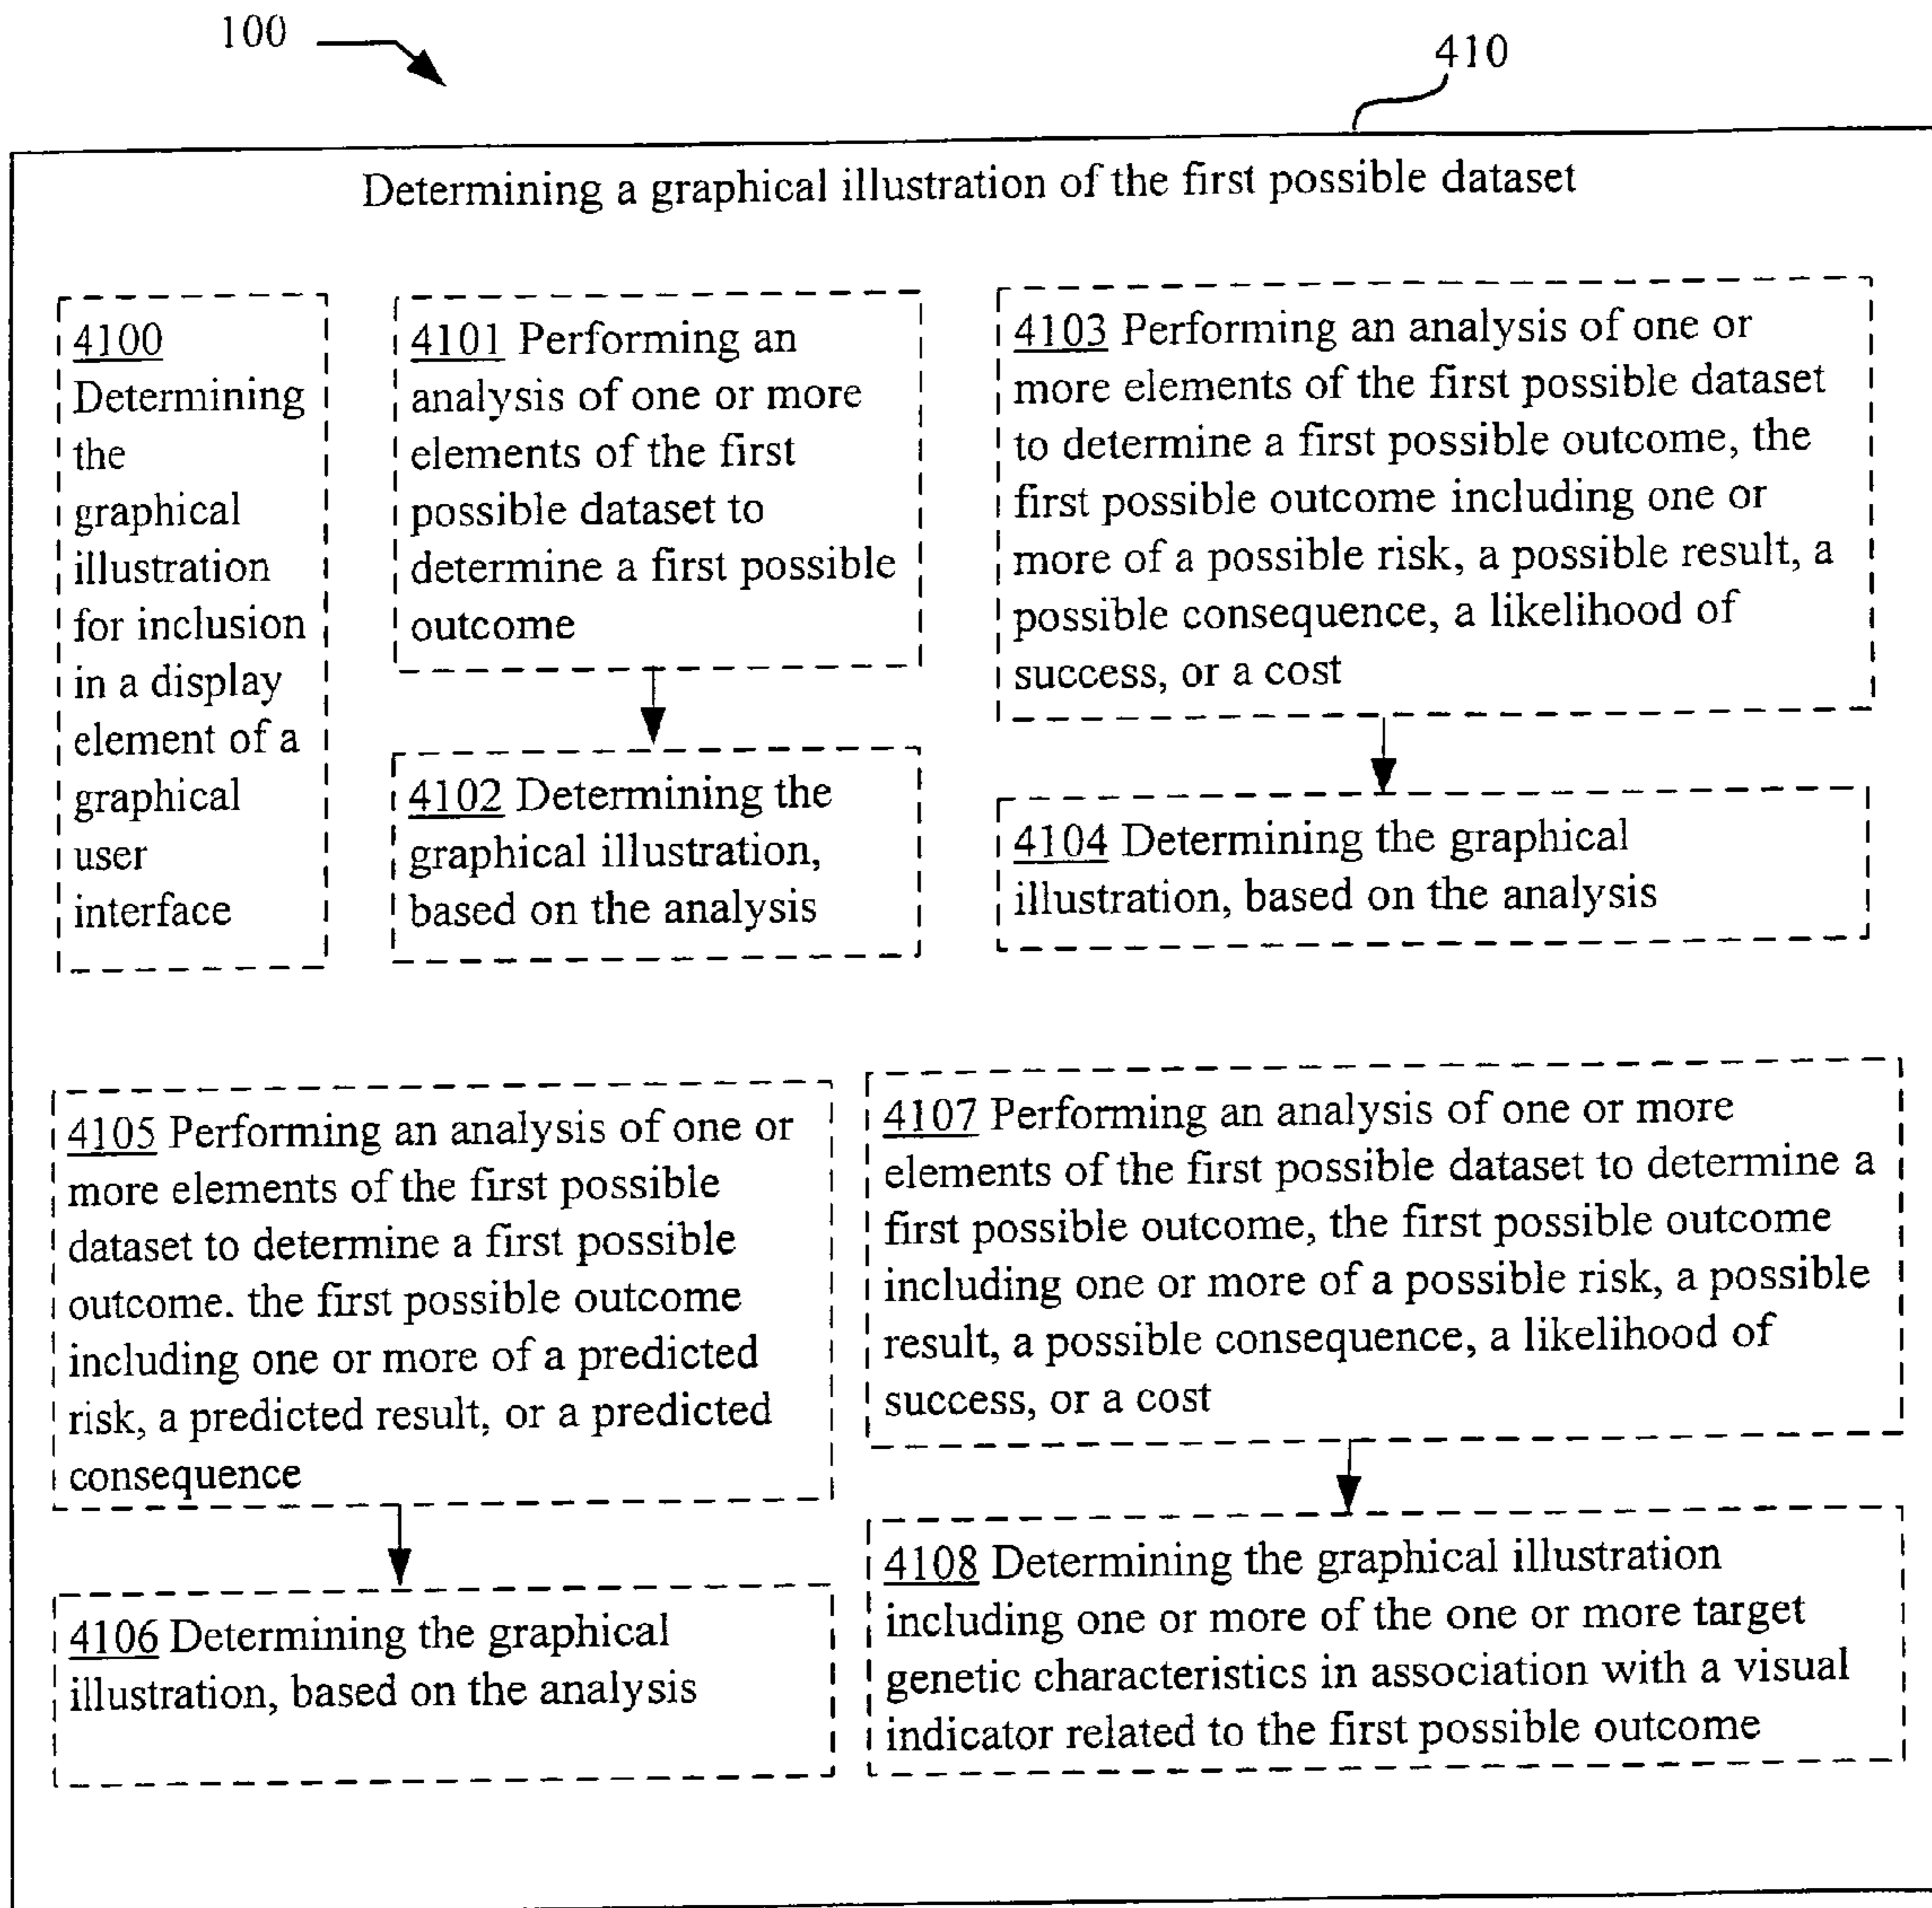 100
410
Determining a graphical illustration of the first possible dataset
4100
Determining
the
graphical
illustration
for inclusion
in a display
element of a
graphical
user
interface
4101 Performing an
analysis of one or more
elements of the first
possible dataset to
determine a first possible
outcome
4102 Determining the
graphical illustration,
based on the analysis
4103 Performing an analysis of one or
more elements of the first possible dataset
to determine a first possible outcome, the
first possible outcome including one or
more of a possible risk, a possible result, a
possible consequence, a likelihood of
success, or a cost
4104 Determining the graphical
illustration, based on the analysis
4105 Performing an analysis of one or
more elements of the first possible
dataset to determine a first possible
outcome. the first possible outcome
including one or more of a predicted
risk, a predicted result, or a predicted
consequence
4106 Determining the graphical
illustration, based on the analysis
4107 Performing an analysis of one or more
elements of the first possible dataset to determine a
first possible outcome, the first possible outcome
including one or more of a possible risk, a possible
result, a possible consequence, a likelihood of
success, or a cost
4108 Determining the graphical illustration
including one or more of the one or more target
genetic characteristics in association with a visual
indicator related to the first possible outcome